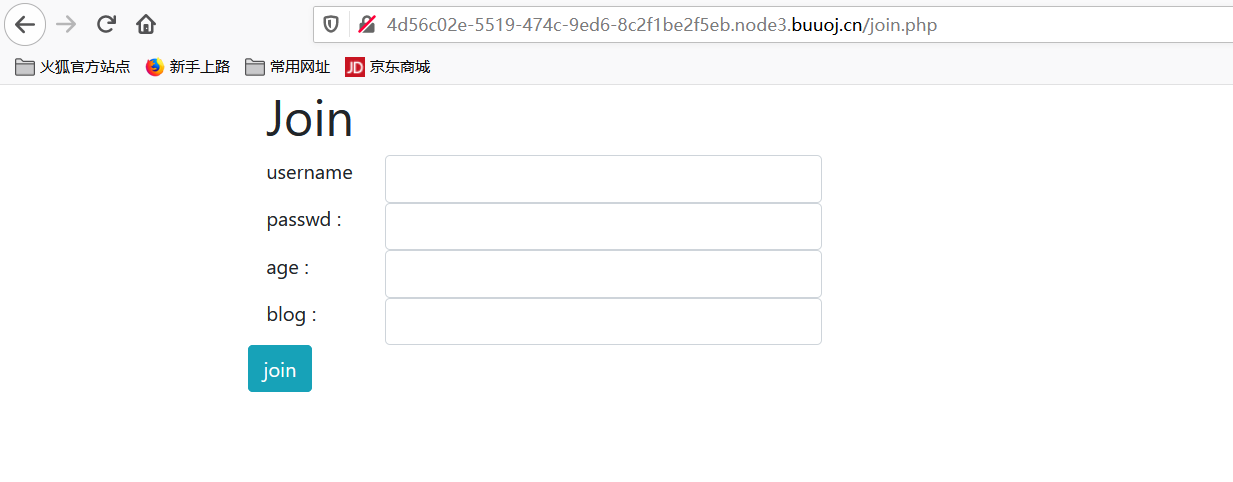 4d56c02e-5519-474c-9ed6-8c2f1be2f5eb.node3.buuoj.cn/join.php
火狐官方站点 新手上路 常用网址 JD 京东商城
Join
username
passwd :
age :
blog :
join